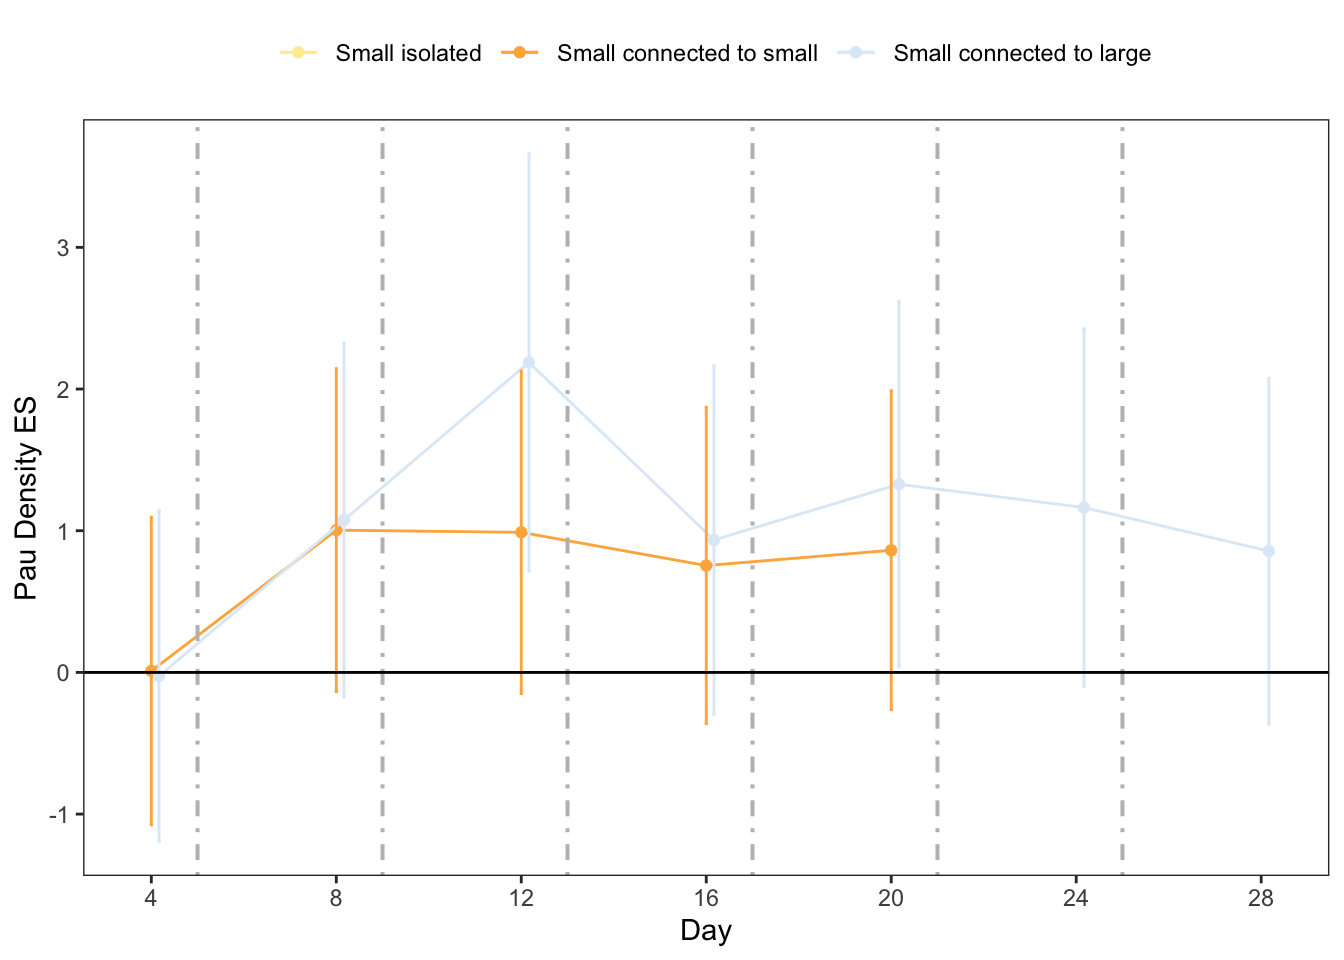 Small isolated Small connected to small Small connected to large
Pau Density ES
3
2
1
0
-1
4 8 12 16 20 24 28
Day